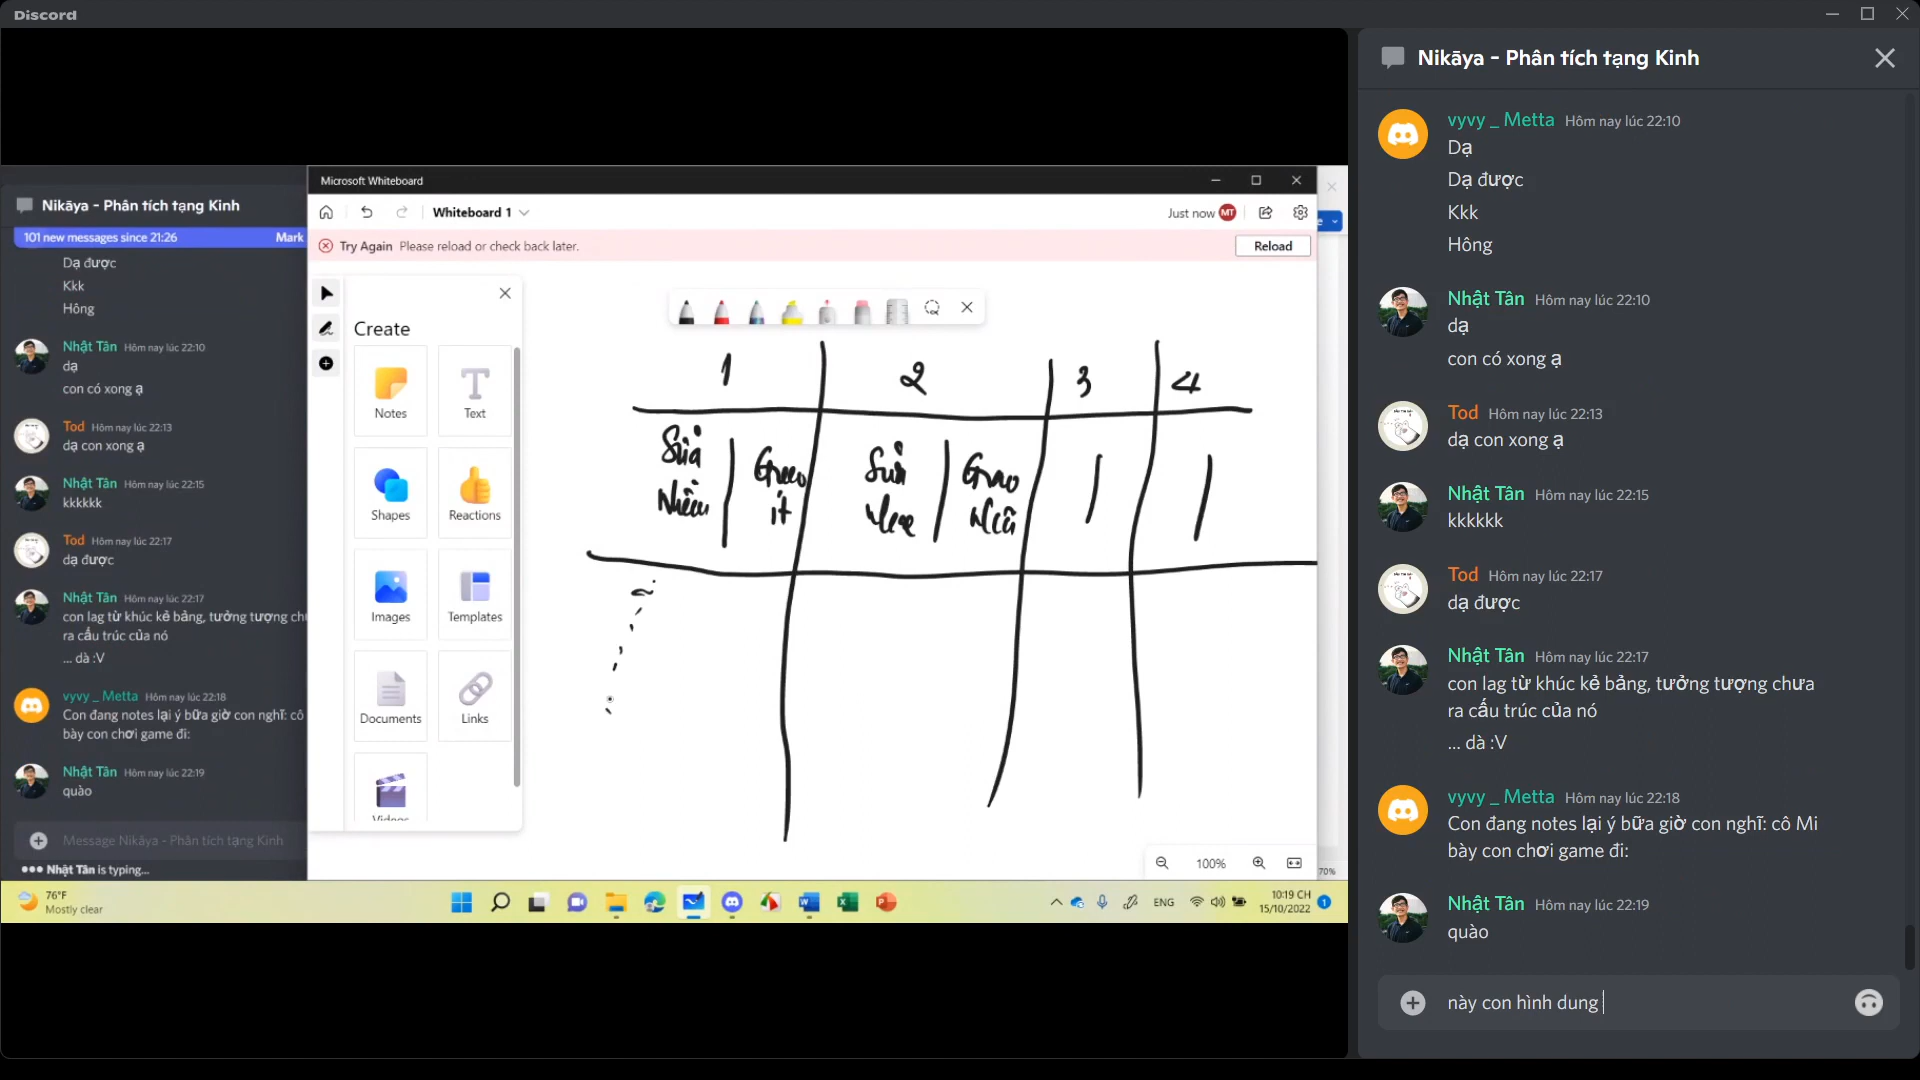 Discord
Nikāya - Phân tích tạng Kinh
101 new messages since 21:26 Mark
Dạ được
Kkk
Hông
Nhật Tân Hôm nay lúc 22:10
dạ
con có xong ạ
Tod Hôm nay lúc 22:13
dạ con xong ạ
Nhật Tân Hôm nay lúc 22:15
kkkkkk
Tod Hôm nay lúc 22:17
dạ được
Nhật Tân Hôm nay lúc 22:17
con lag từ khúc kẻ bảng, tưởng tượng chư
ra cấu trúc của nó
... dà :V
vyvy _ Metta Hôm nay lúc 22:18
Con đang notes lại ý bữa giờ con nghĩ: cô
bày con chơi game đi:
Nhật Tân Hôm nay lúc 22:19
quào
Message Nikāya - Phân tích tạng Kinh
Nhật Tân is typing...
Microsoft Whiteboard
Whiteboard 1
Just now MT
Try Again Please reload or check back later.
Reload
Create
Notes
Text
Shapes
Reactions
Images
Templates
Documents
Links
Videos
1 2 3 4
Sửa
nhiều
it
Giao
100%
70%
76°F
Mostly clear
ENG
10:19 CH
15/10/2022
1
Nikāya - Phân tích tạng Kinh
vyvy _ Metta Hôm nay lúc 22:10
Dạ
Dạ được
Kkk
Hông
Nhật Tân Hôm nay lúc 22:10
dạ
con có xong ạ
Tod Hôm nay lúc 22:13
dạ con xong ạ
Nhật Tân Hôm nay lúc 22:15
kkkkkk
Tod Hôm nay lúc 22:17
dạ được
Nhật Tân Hôm nay lúc 22:17
con lag từ khúc kẻ bảng, tưởng tượng chưa
ra cấu trúc của nó
... dà :V
vyvy _ Metta Hôm nay lúc 22:18
Con đang notes lại ý bữa giờ con nghĩ: cô Mi
bày con chơi game đi:
Nhật Tân Hôm nay lúc 22:19
quào
này con hình dung